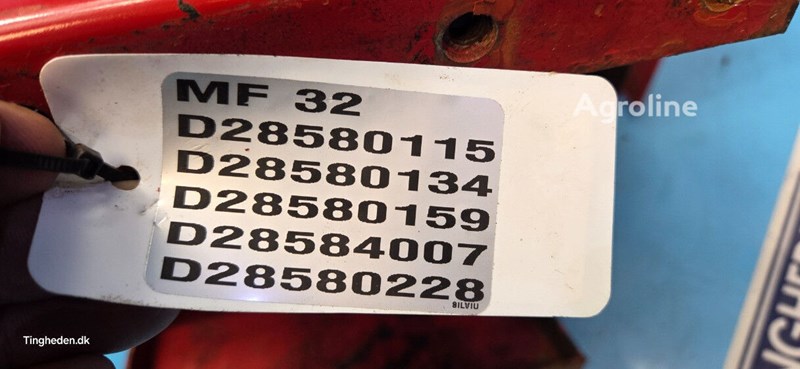 MF 32
D28580115
D28580134
D28580159
D28584007
D28580228
SILVIU
Agroline
Tingheden.dk